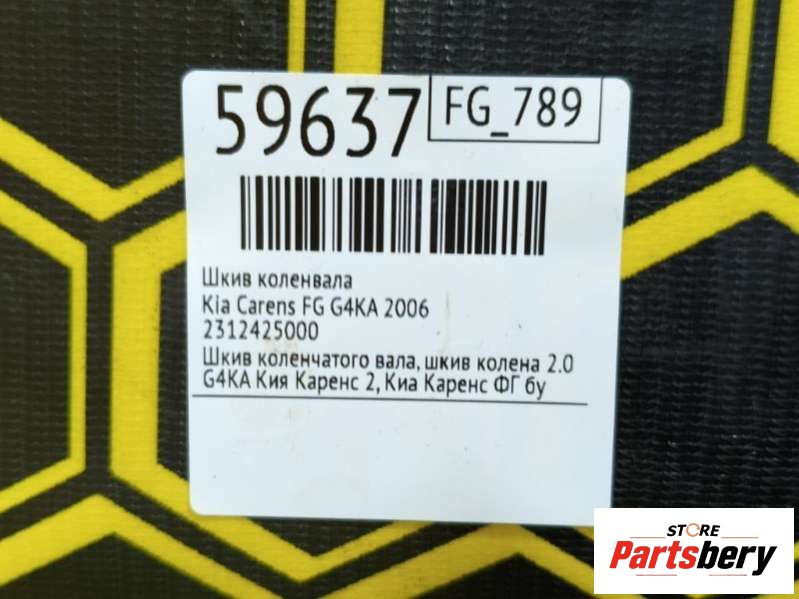 59637
FG_789
Шкив коленвала
Kia Carens FG G4KA 2006
2312425000
Шкив коленчатого вала, шкив колена 2.0
G4KA Кия Каренс 2, Киа Каренс ФГ бу
STORE
Partsbery